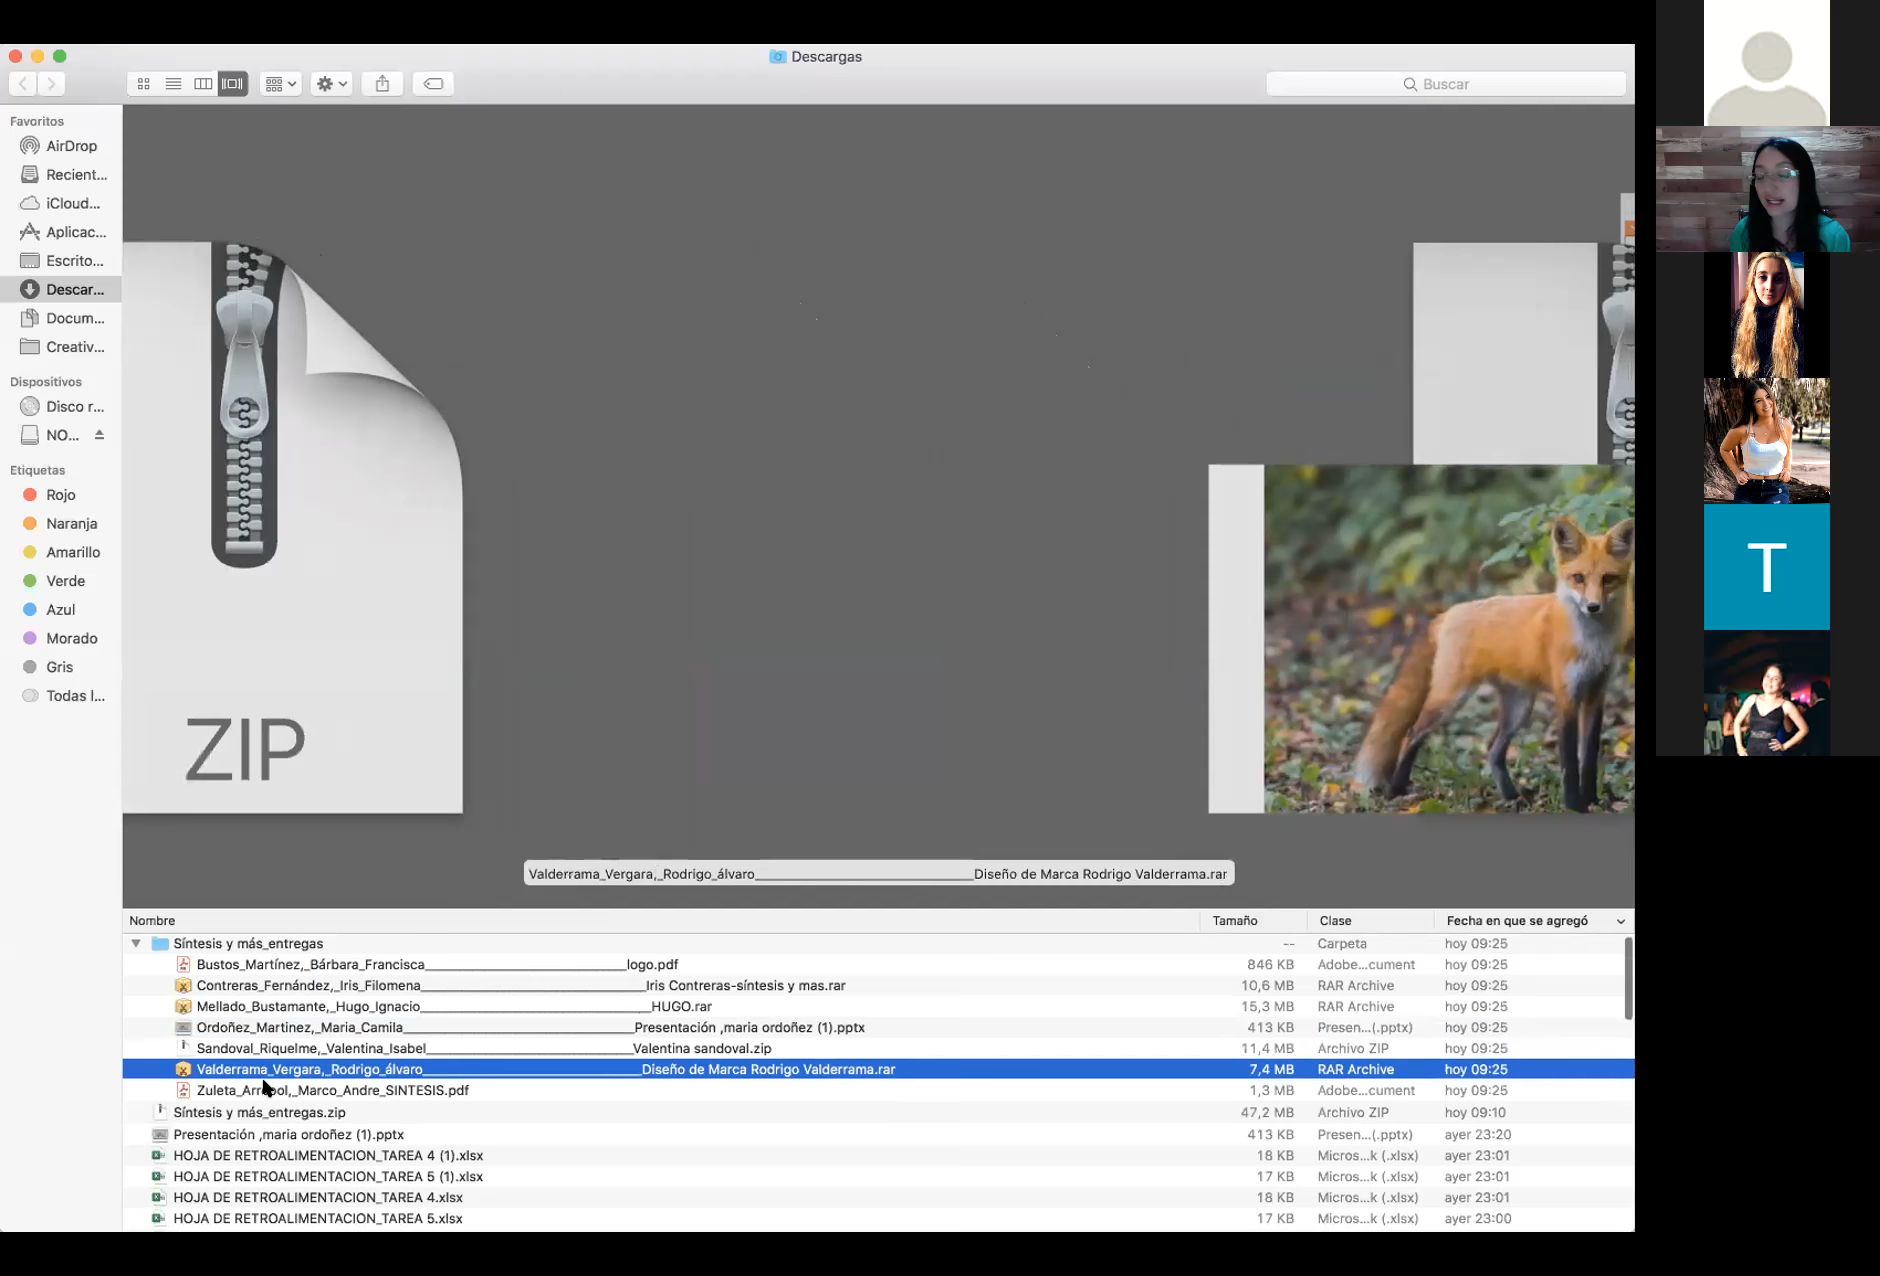 Descargas
Buscar
Favoritos
AirDrop
Recient...
iCloud...
Aplicac...
Escrito...
Descar...
Docum...
Creativ...
Dispositivos
Disco r...
NO...
Etiquetas
Rojo
Naranja
Amarillo
Verde
Azul
Morado
Gris
Todas l...
ZIP
T
Valderrama_Vergara,_Rodrigo_álvaro____________________________Diseño de Marca Rodrigo Valderrama.rar
Nombre Tamaño Clase Fecha en que se agregó
Síntesis y más_entregas -- Carpeta hoy 09:25
Bustos_Martínez,_Bárbara_Francisca____________________________logo.pdf 846 KB Adobe...cument hoy 09:25
Contreras_Fernández,_Iris_Filomena____________________________Iris Contreras-síntesis y mas.rar 10,6 MB RAR Archive hoy 09:25
Mellado_Bustamante,_Hugo_Ignacio____________________________HUGO.rar 15,3 MB RAR Archive hoy 09:25
Ordoñez_Martinez,_Maria_Camila____________________________Presentación ,maria ordoñez (1).pptx 413 KB Presen...(.pptx) hoy 09:25
Sandoval_Riquelme,_Valentina_Isabel____________________________Valentina sandoval.zip 11,4 MB Archivo ZIP hoy 09:25
Valderrama_Vergara,_Rodrigo_álvaro____________________________Diseño de Marca Rodrigo Valderrama.rar 7,4 MB RAR Archive hoy 09:25
_Marco_Andre_SINTESIS.pdf 1,3 MB Adobe...cument hoy 09:25
Síntesis y más_entregas.zip 47,2 MB Archivo ZIP hoy 09:10
Presentación ,maria ordoñez (1).pptx 413 KB Presen...(.pptx) ayer 23:20
HOJA DE RETROALIMENTACION_TAREA 4 (1).xlsx 18 KB Micros...k (.xlsx) ayer 23:01
HOJA DE RETROALIMENTACION_TAREA 5 (1).xlsx 17 KB Micros...k (.xlsx) ayer 23:01
HOJA DE RETROALIMENTACION_TAREA 4.xlsx 18 KB Micros...k (.xlsx) ayer 23:01
HOJA DE RETROALIMENTACION_TAREA 5.xlsx 17 KB Micros...k (.xlsx) ayer 23:00